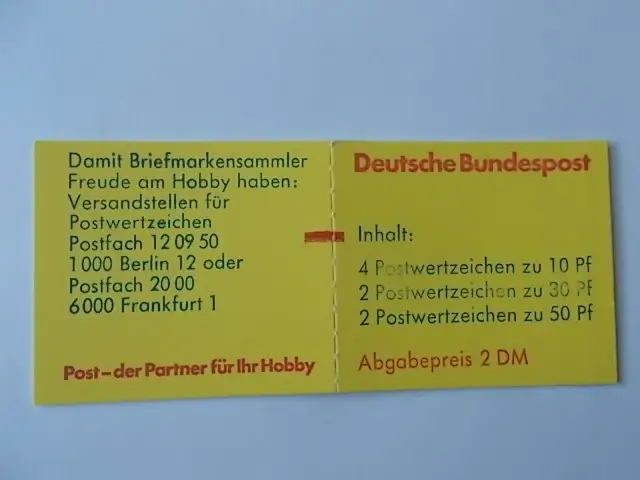 Damit Briefmarkensammler
Freude am Hobby haben:
Versandstellen für
Postwertzeichen
Postfach 12 09 50
1000 Berlin 12 oder
Postfach 20 00
6000 Frankfurt 1
Post – der Partner für Ihr Hobby
Deutsche Bundespost
Inhalt:
4 Postwertzeichen zu 10 Pf
2 Postwertzeichen zu 30 Pf
2 Postwertzeichen zu 50 Pf
Abgabepreis 2 DM